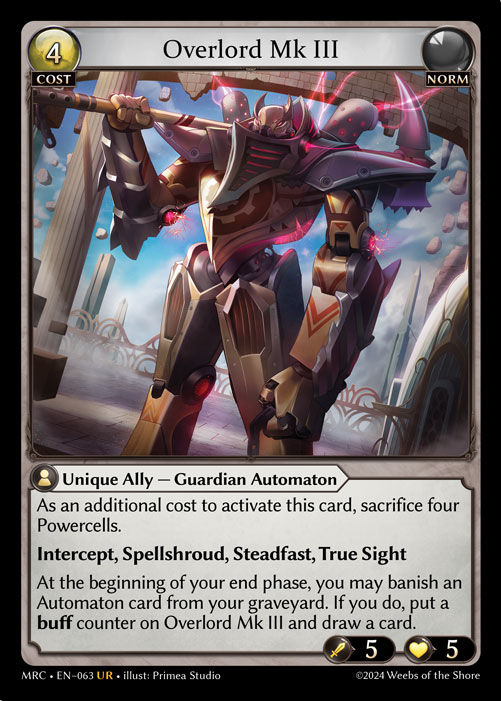 4
Overlord Mk III
COST
NORM
Unique Ally — Guardian Automaton
As an additional cost to activate this card, sacrifice four
Powercells.
Intercept, Spellshroud, Steadfast, True Sight
At the beginning of your end phase, you may banish an
Automaton card from your graveyard. If you do, put a
buff counter on Overlord Mk III and draw a card.
5
5
MRC • EN-063 UR • illust: Primea Studio
©2024 Weebs of the Shore